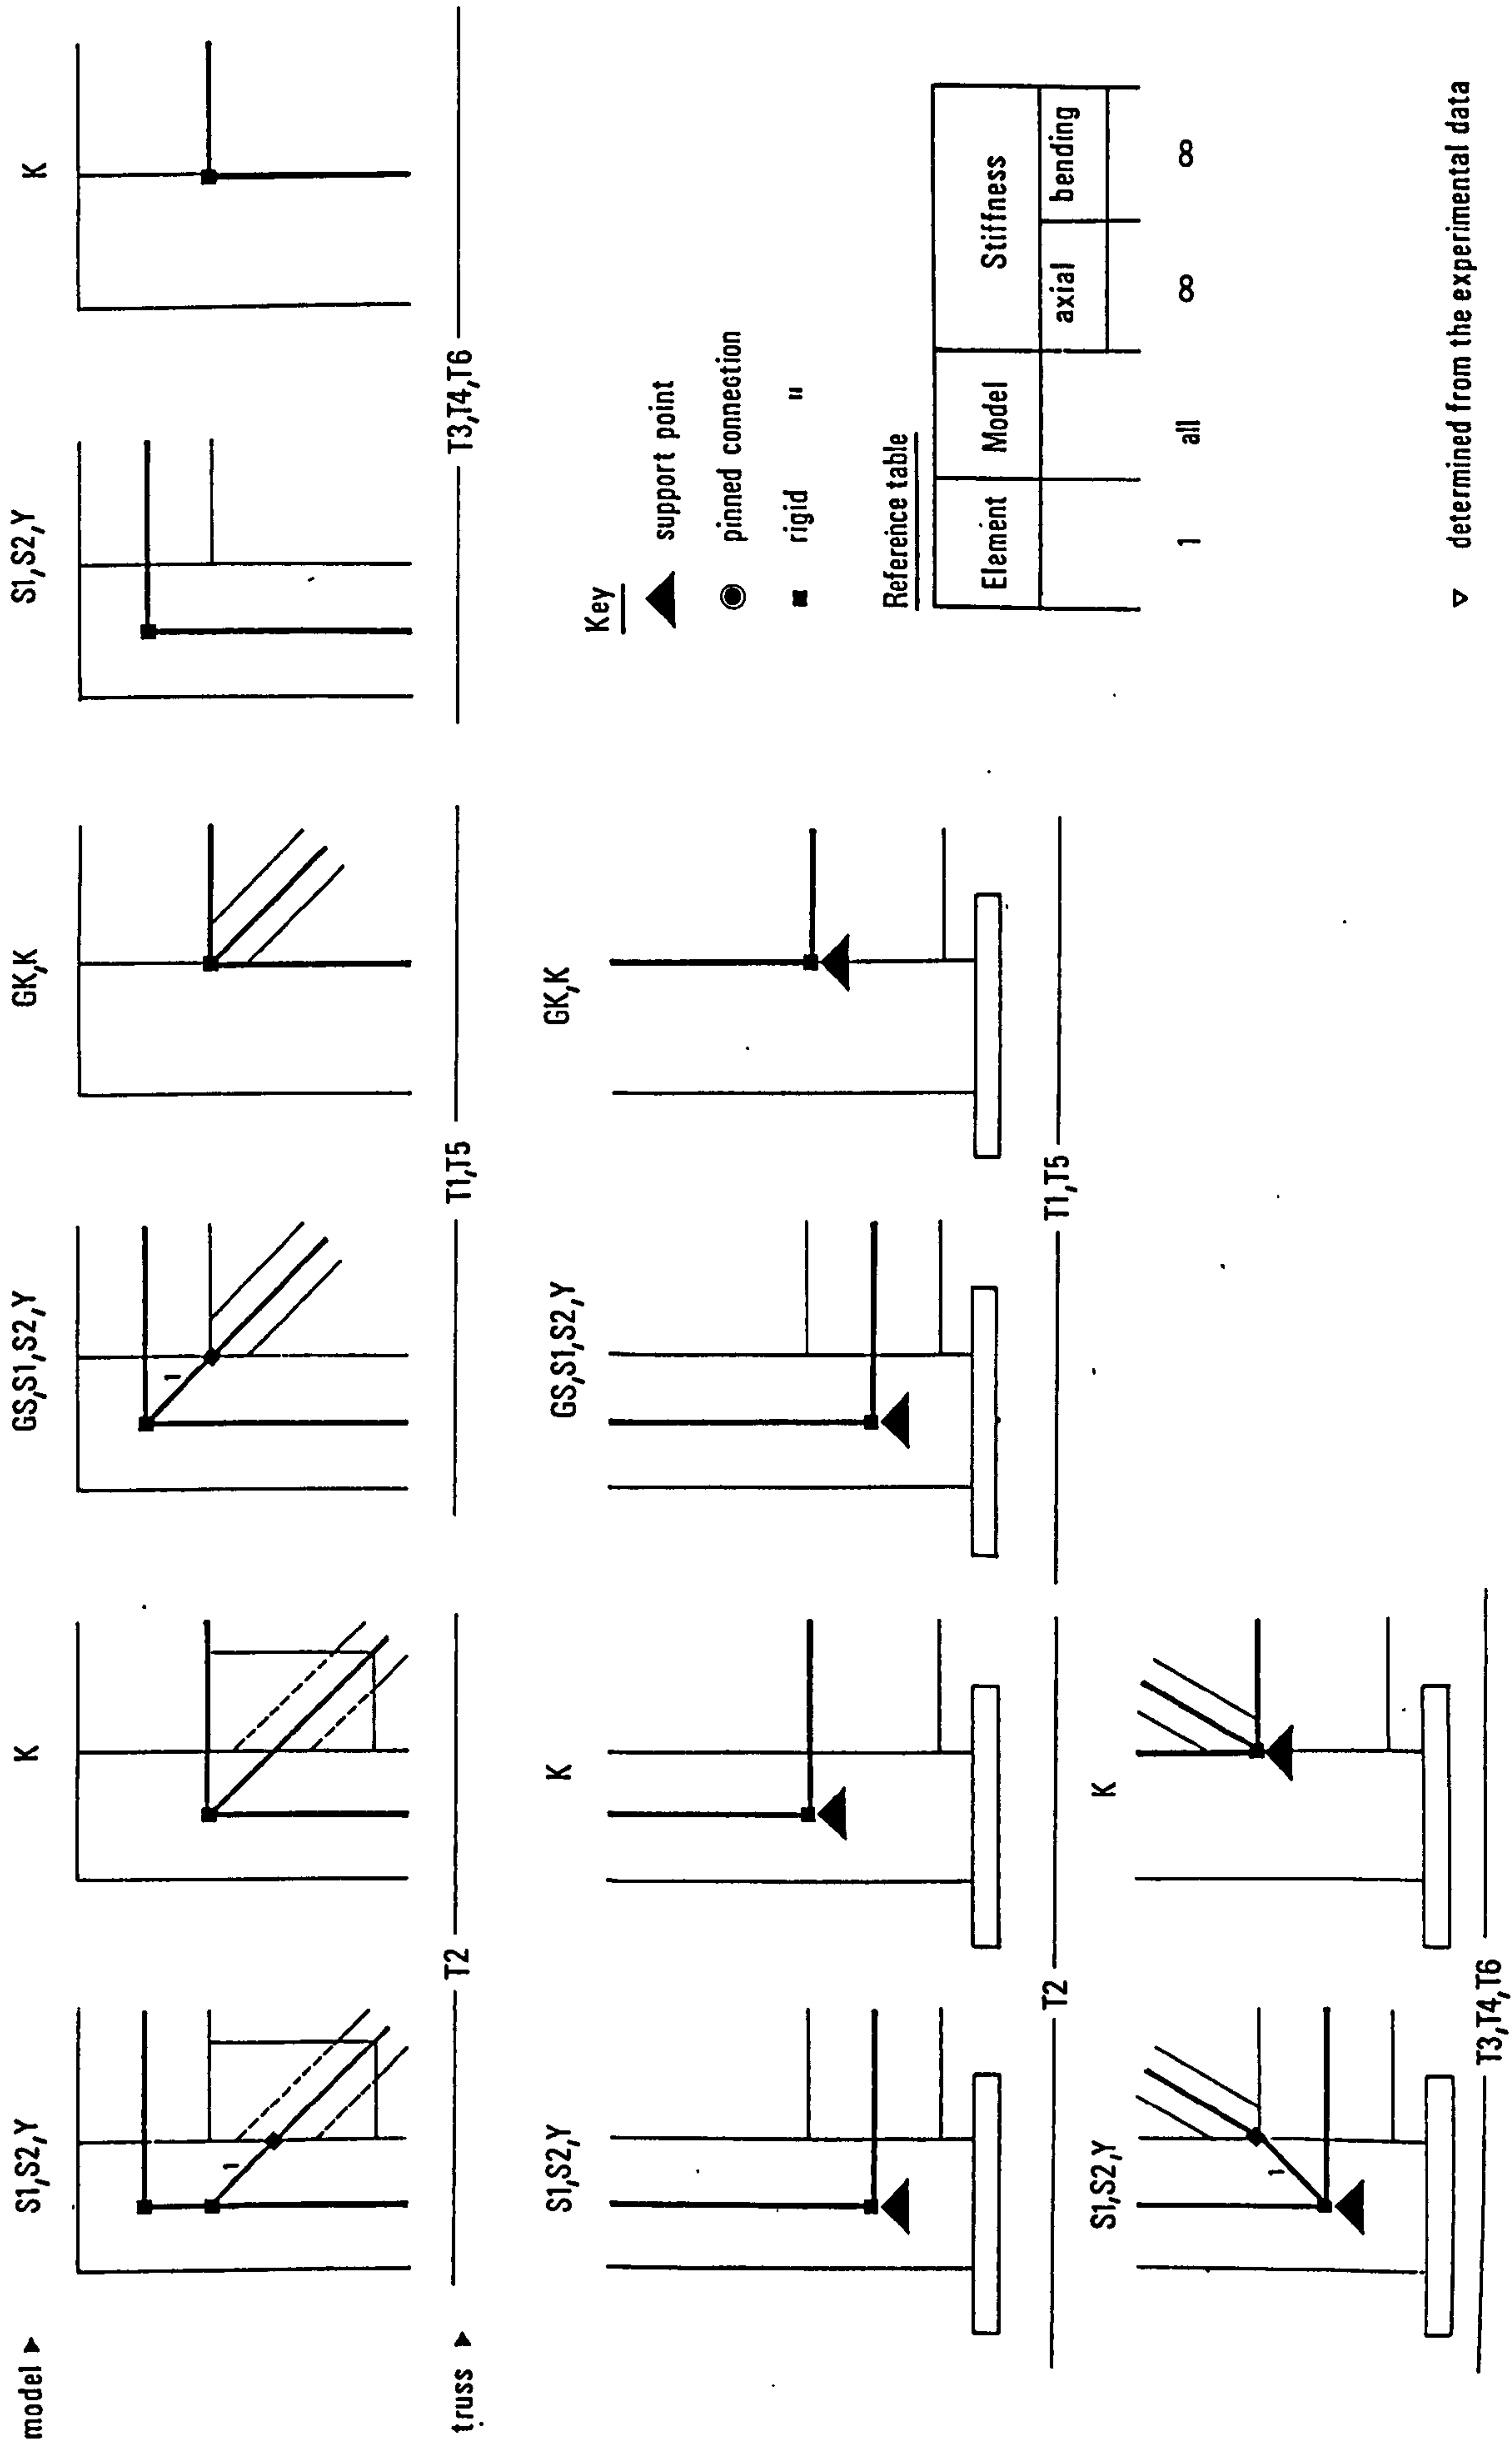 model ▶ S1,S2,Y K GS,S1,S2,Y GK,K S1,S2,Y K
1 1
truss ▶ T2 T1,T5 T3,T4,T6
S1,S2,Y K GS,S1,S2,Y GK,K
T2 T1,T5
S1,S2,Y K
1
T3,T4,T6
Key
support point
pinned connection
rigid "
Reference table
Element Model Stiffness
axial bending
1 all ∞ ∞
▽ determined from the experimental data